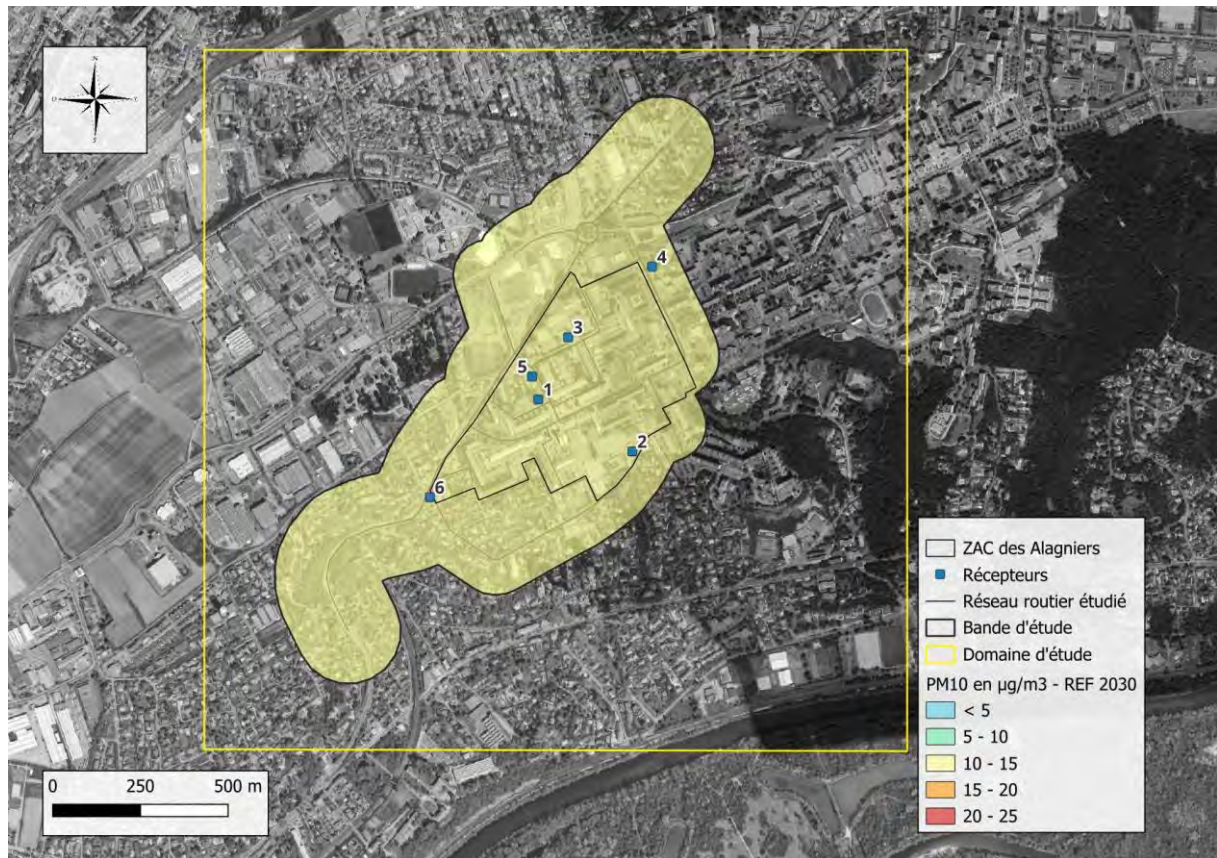 N
O
E
S
4
3
5
1
2
6
ZAC des Alagniers
Récepteurs
Réseau routier étudié
Bande d'étude
Domaine d'étude
PM10 en µg/m3 - REF 2030
< 5
5 - 10
10 - 15
15 - 20
20 - 25
0 250 500 m